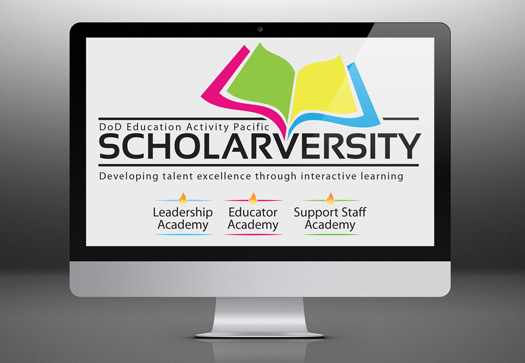 DoD Education Activity Pacific
SCHOLARVERSITY
Developing talent excellence through interactive learning
Leadership
Academy
Educator
Academy
Support Staff
Academy